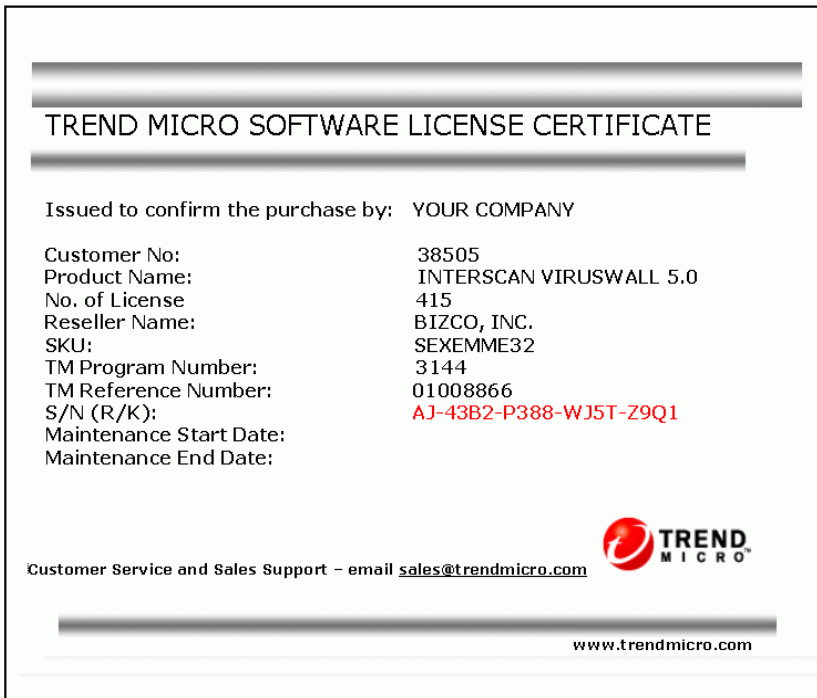 TREND MICRO SOFTWARE LICENSE CERTIFICATE
Issued to confirm the purchase by: YOUR COMPANY
Customer No: 38505
Product Name: INTERSCAN VIRUSWALL 5.0
No. of License 415
Reseller Name: BIZCO, INC.
SKU: SEXEMME32
TM Program Number: 3144
TM Reference Number: 01008866
S/N (R/K): AJ-43B2-P388-WJ5T-Z9Q1
Maintenance Start Date:
Maintenance End Date:
TREND
MICRO™
Customer Service and Sales Support – email sales@trendmicro.com
www.trendmicro.com